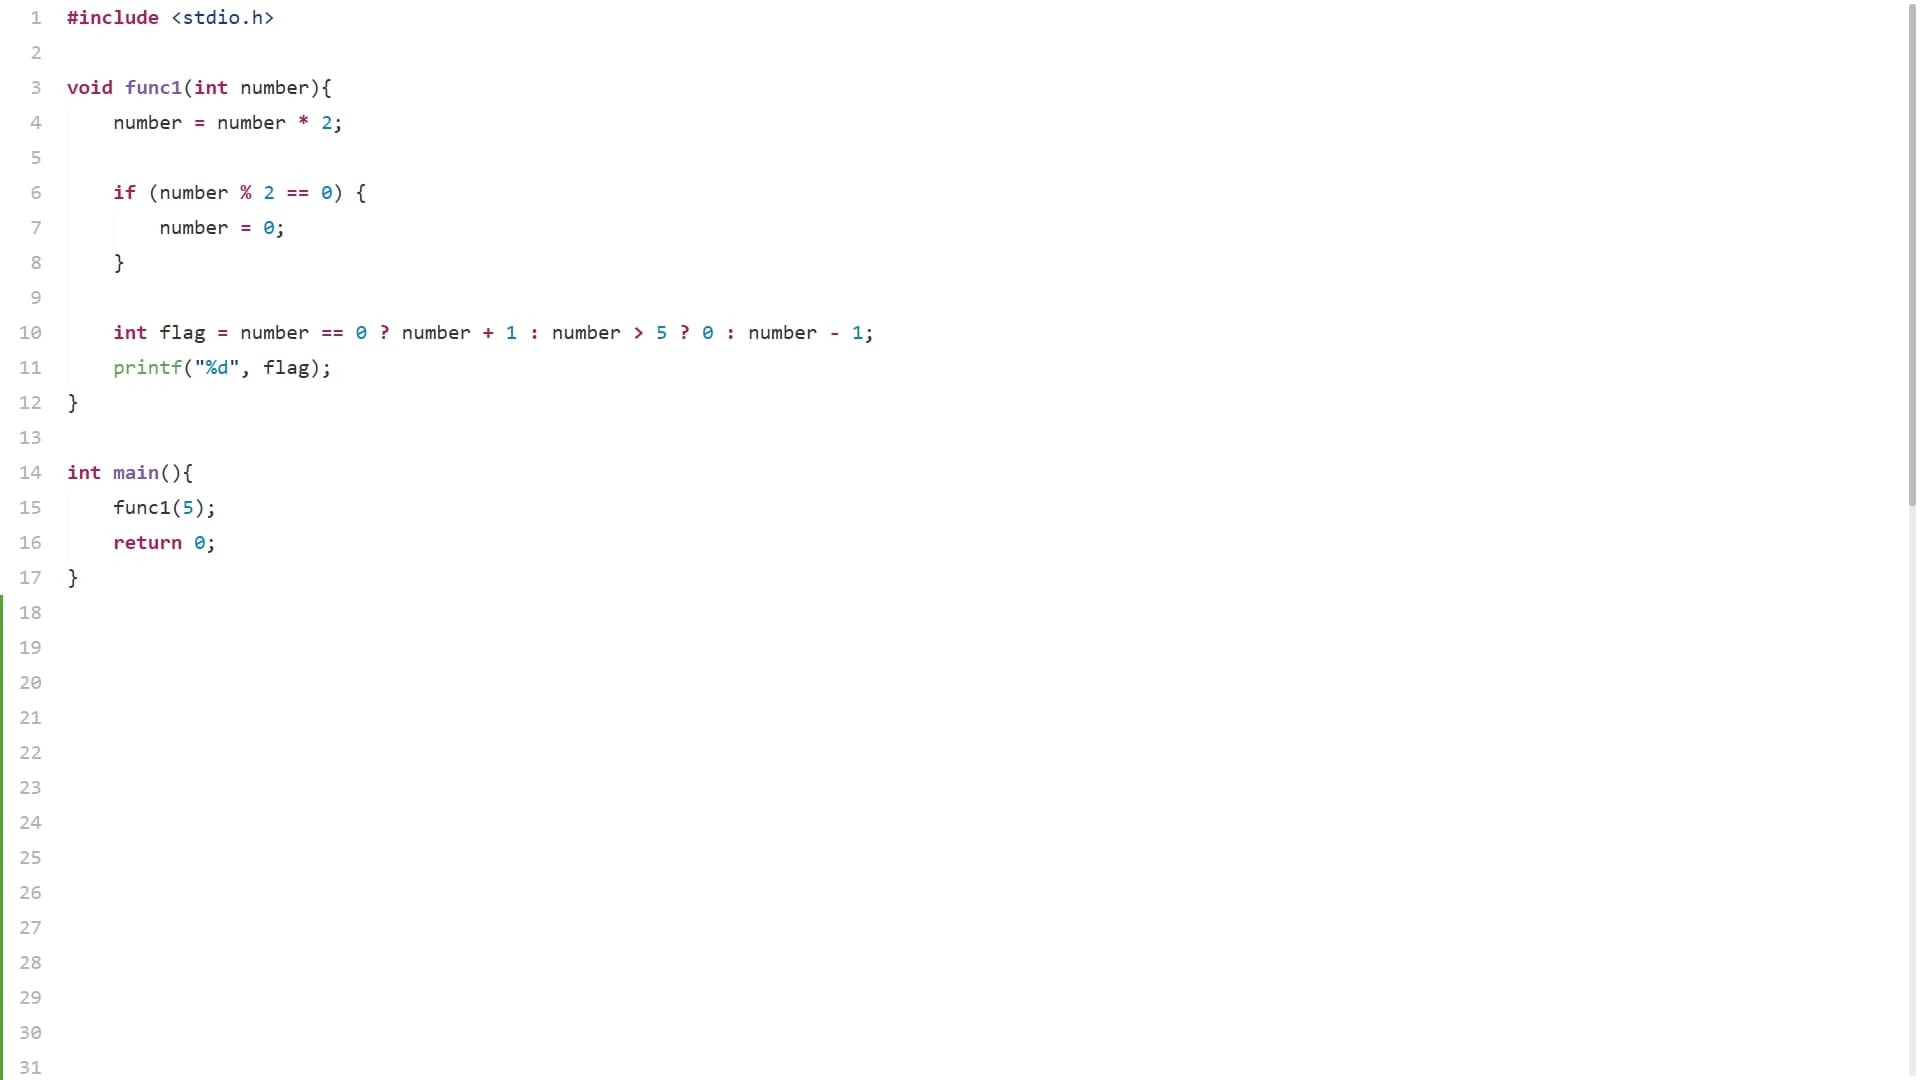 1 #include <stdio.h>
2
3 void func1(int number){
4     number = number * 2;
5
6     if (number % 2 == 0) {
7         number = 0;
8     }
9
10     int flag = number == 0 ? number + 1 : number > 5 ? 0 : number - 1;
11     printf("%d", flag);
12 }
13
14 int main(){
15     func1(5);
16     return 0;
17 }
18
19
20
21
22
23
24
25
26
27
28
29
30
31